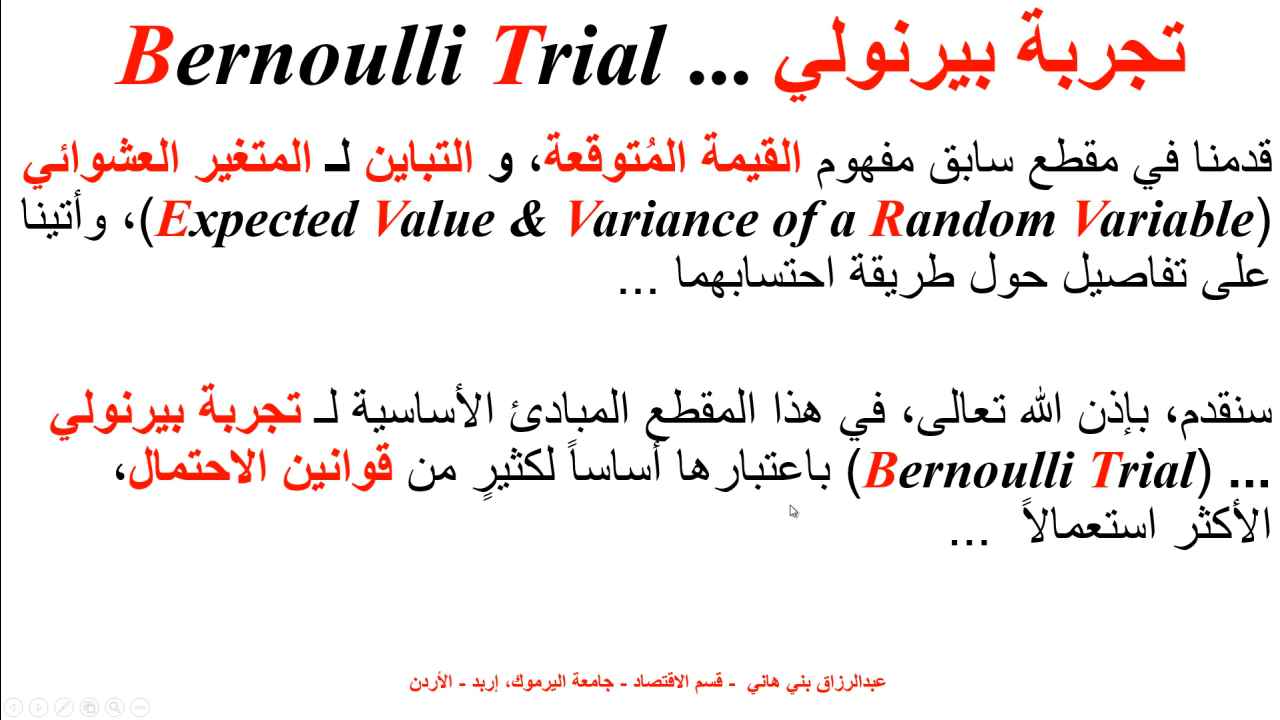 تجربة بيرنولي ... Bernoulli Trial
قدمنا في مقطع سابق مفهوم القيمة المُتوقعة، و التباين لـ المتغير العشوائي
(Expected Value & Variance of a Random Variable)، وأتينا
على تفاصيل حول طريقة احتسابهما ...
سنقدم، بإذن الله تعالى، في هذا المقطع المبادئ الأساسية لـ تجربة بيرنولي
... (Bernoulli Trial) باعتبارها أساساً لكثيرٍ من قوانين الاحتمال،
الأكثر استعمالاً ...
عبدالرزاق بني هاني - قسم الاقتصاد - جامعة اليرموك، إربد - الأردن